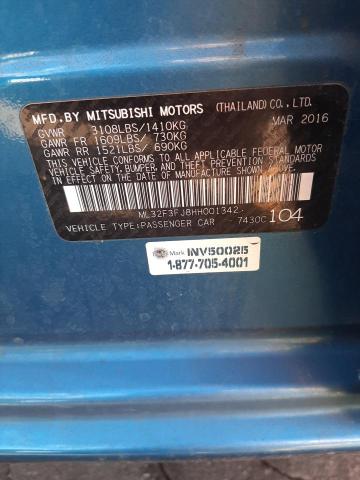 MFD.BY MITSUBISHI MOTORS (THAILAND) CO., LTD.
GVWR 3108LBS/1410KG MAR 2016
GAWR FR 1609LBS/ 730KG
GAWR RR 1521LBS/ 690KG
THIS VEHICLE CONFORMS TO ALL APPLICABLE FEDERAL MOTOR
VEHICLE SAFETY, BUMPER, AND THEFT PREVENTION STANDARDS
IN EFFECT ON THE DATE OF MANUFACTURE SHOWN ABOVE.
ML32F3FJ8HH001342
VEHICLE TYPE:PASSENGER CAR 7430C 104
Mark INV50025
1-877-705-4001